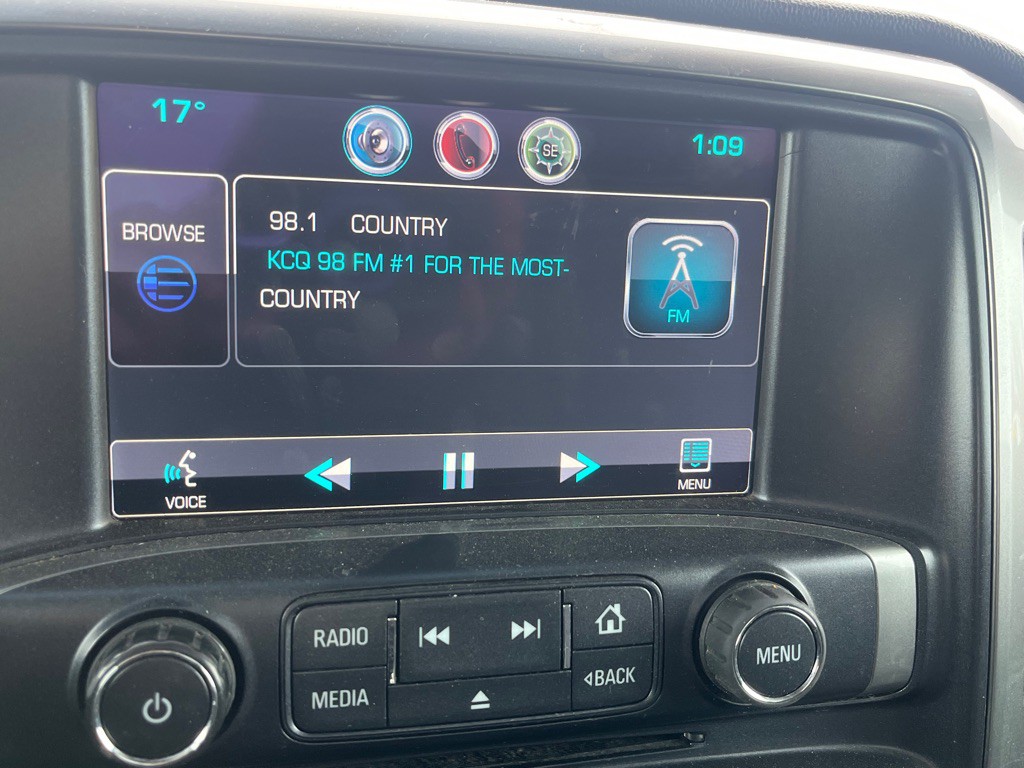 17°
SE
1:09
BROWSE
98.1 COUNTRY
KCQ 98 FM #1 FOR THE MOST-
COUNTRY
FM
VOICE
MENU
RADIO
MEDIA
BACK
MENU